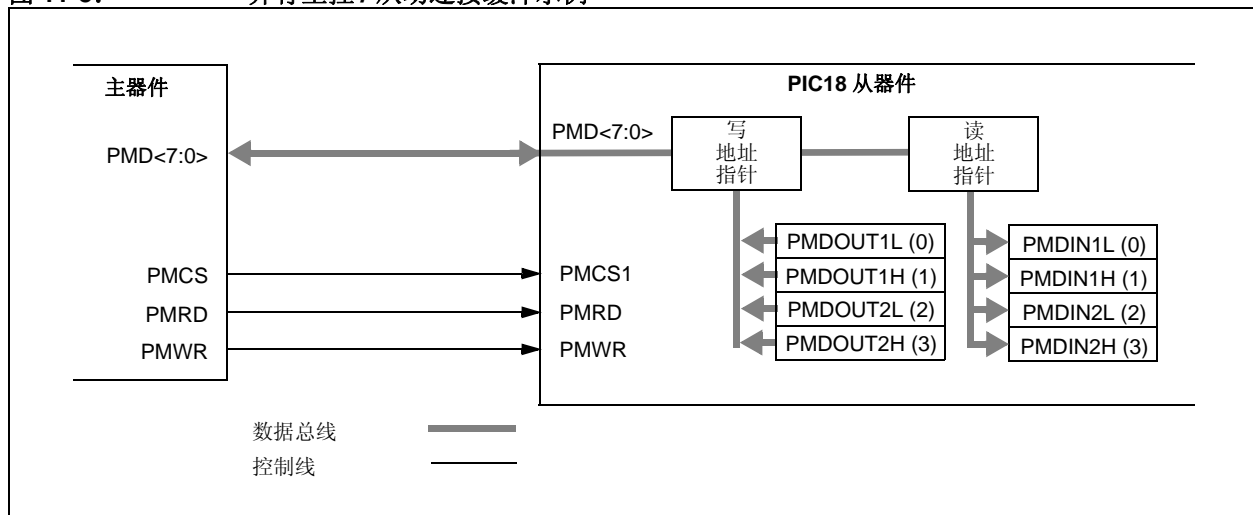 主器件
PIC18 从器件
PMD<7:0>
PMD<7:0>
写
地址
指针
读
地址
指针
PMDOUT1L (0)
PMDIN1L (0)
PMCS
PMCS1
PMDOUT1H (1)
PMDIN1H (1)
PMRD
PMRD
PMDOUT2L (2)
PMDIN2L (2)
PMWR
PMWR
PMDOUT2H (3)
PMDIN2H (3)
数据总线
控制线